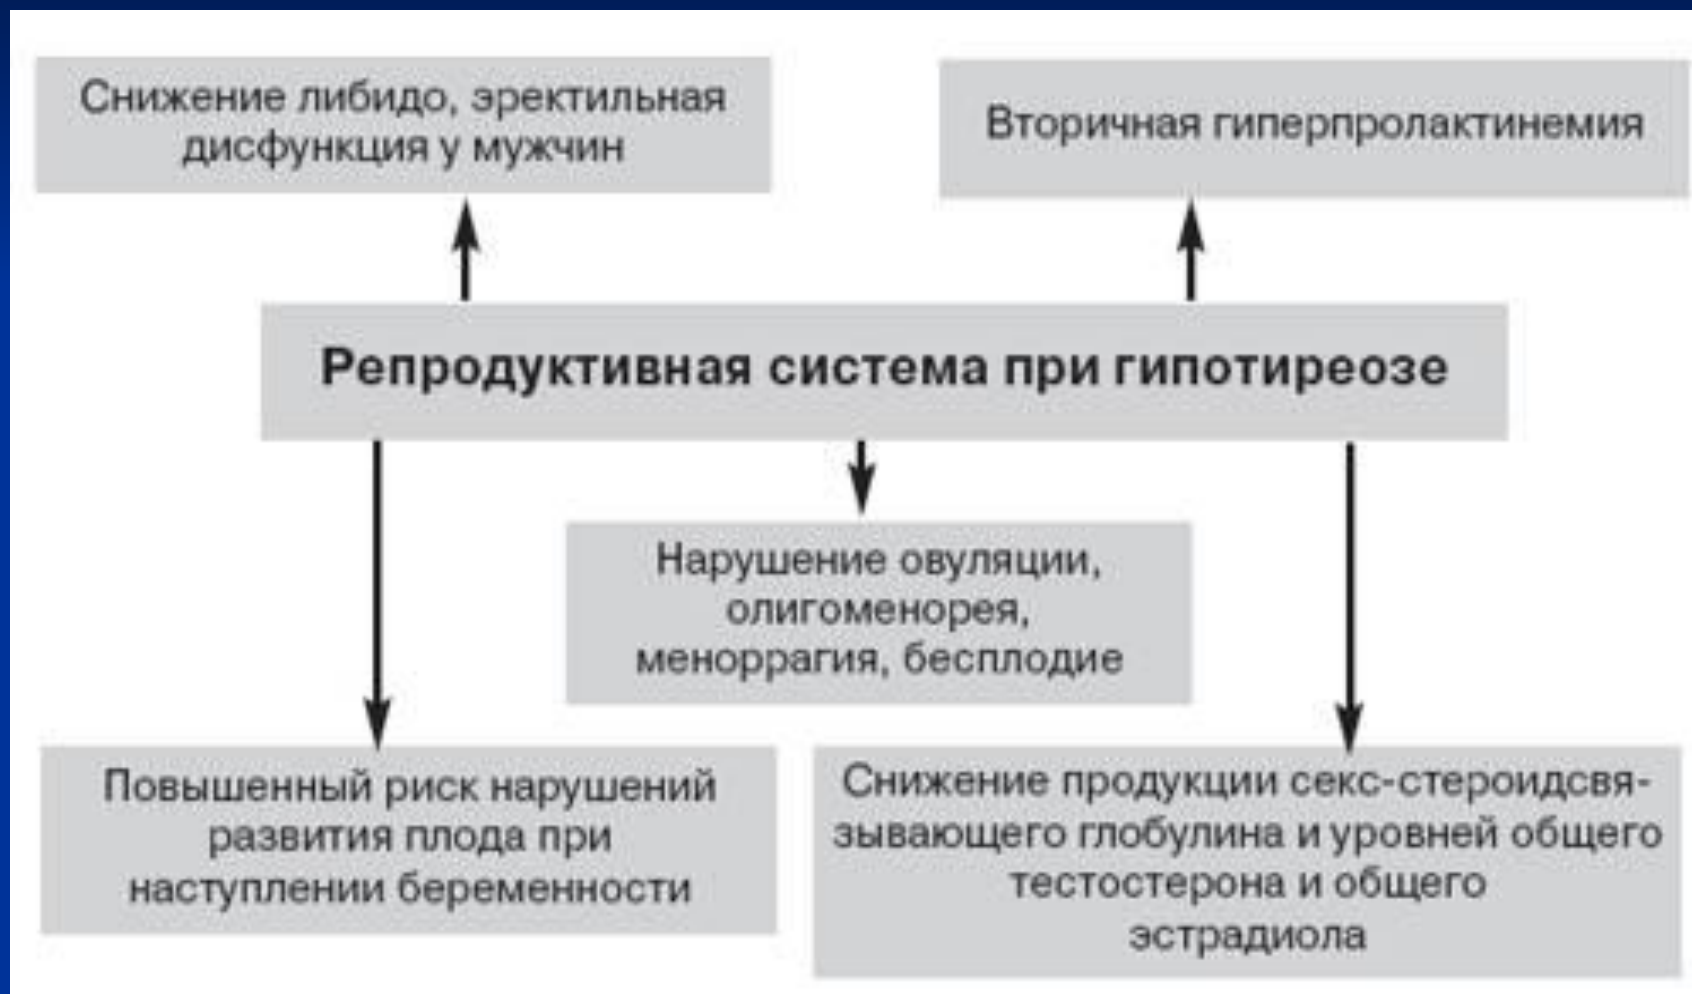 Снижение либидо, эректильная
дисфункция у мужчин
Вторичная гиперпролактинемия
Репродуктивная система при гипотиреозе
Нарушение овуляции,
олигоменорея,
меноррагия, бесплодие
Повышенный риск нарушений
развития плода при
наступлении беременности
Снижение продукции секс-стероидсвя-
зывающего глобулина и уровней общего
тестостерона и общего
эстрадиола